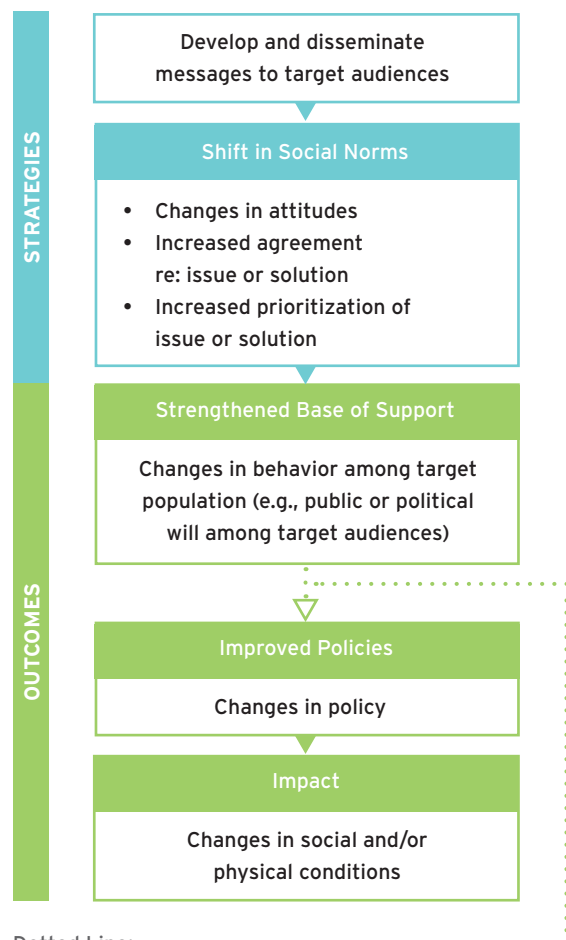 STRATEGIES
Develop and disseminate
messages to target audiences
Shift in Social Norms
• Changes in attitudes
• Increased agreement
re: issue or solution
• Increased prioritization of
issue or solution
OUTCOMES
Strengthened Base of Support
Changes in behavior among target
population (e.g., public or political
will among target audiences)
Improved Policies
Changes in policy
Impact
Changes in social and/or
physical conditions
Dotted Line: